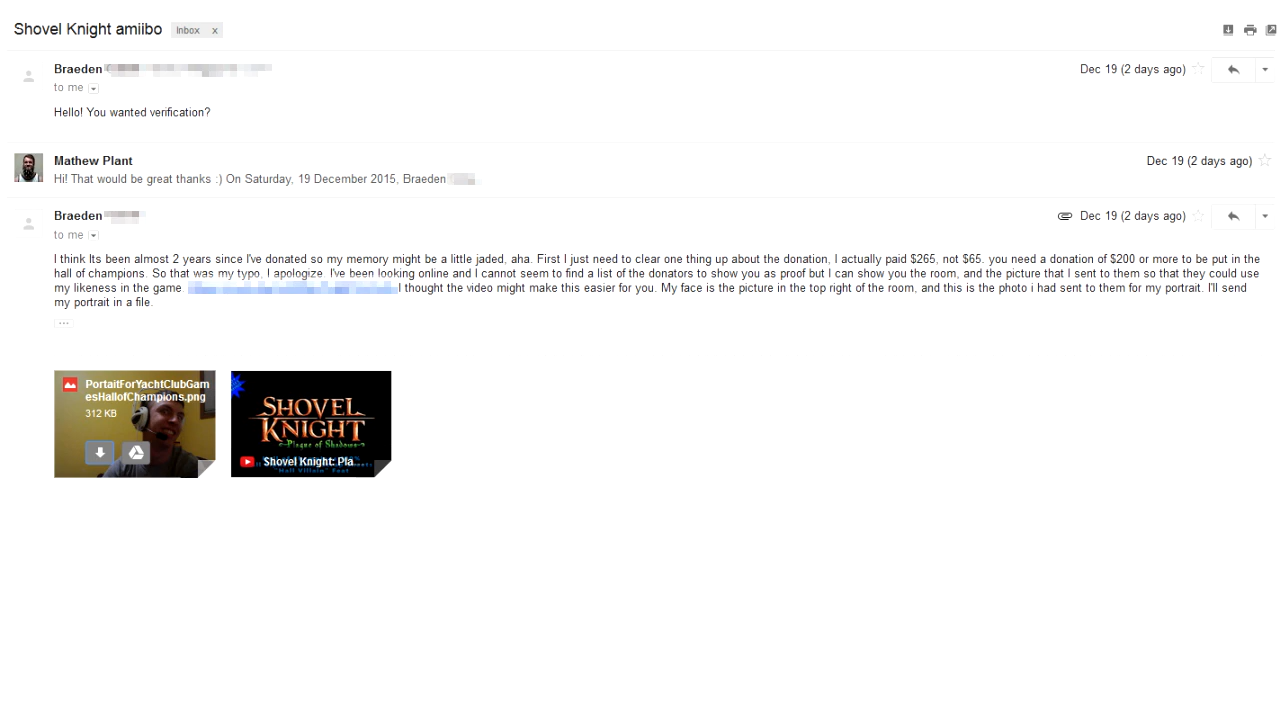 Shovel Knight amiibo Inbox x
Braeden Dec 19 (2 days ago)
to me
Hello! You wanted verification?
Mathew Plant Dec 19 (2 days ago)
Hi! That would be great thanks :) On Saturday, 19 December 2015, Braeden
Braeden Dec 19 (2 days ago)
to me
I think Its been almost 2 years since I've donated so my memory might be a little jaded, aha. First I just need to clear one thing up about the donation, I actually paid $265, not $65. you need a donation of $200 or more to be put in the
hall of champions. So that was my typo, I apologize. I've been looking online and I cannot seem to find a list of the donators to show you as proof but I can show you the room, and the picture that I sent to them so that they could use
my likeness in the game. I thought the video might make this easier for you. My face is the picture in the top right of the room, and this is the photo i had sent to them for my portrait. I'll send
my portrait in a file.
PortaitForYachtClubGam
esHallofChampions.png
312 KB
SHOVEL
KNIGHT
Plague of Shadows
Shovel Knight: Pla
Hall Villain" Feat